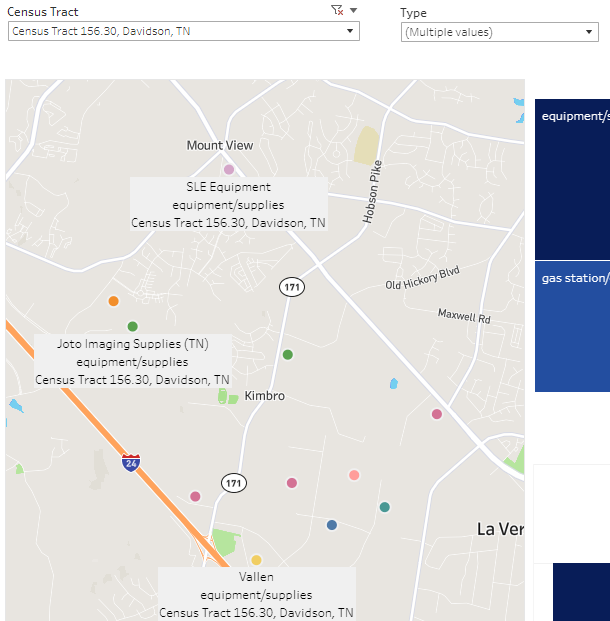 Census Tract
Type
Census Tract 156.30, Davidson, TN
(Multiple values)
Mount View
SLE Equipment
equipment/supplies
Census Tract 156.30, Davidson, TN
Hobson Pike
171
Old Hickory Blvd
Maxwell Rd
Joto Imaging Supplies (TN)
equipment/supplies
Census Tract 156.30, Davidson, TN
Kimbro
24
171
La Ver
Vallen
equipment/supplies
Census Tract 156.30, Davidson, TN
equipment/s
gas station/